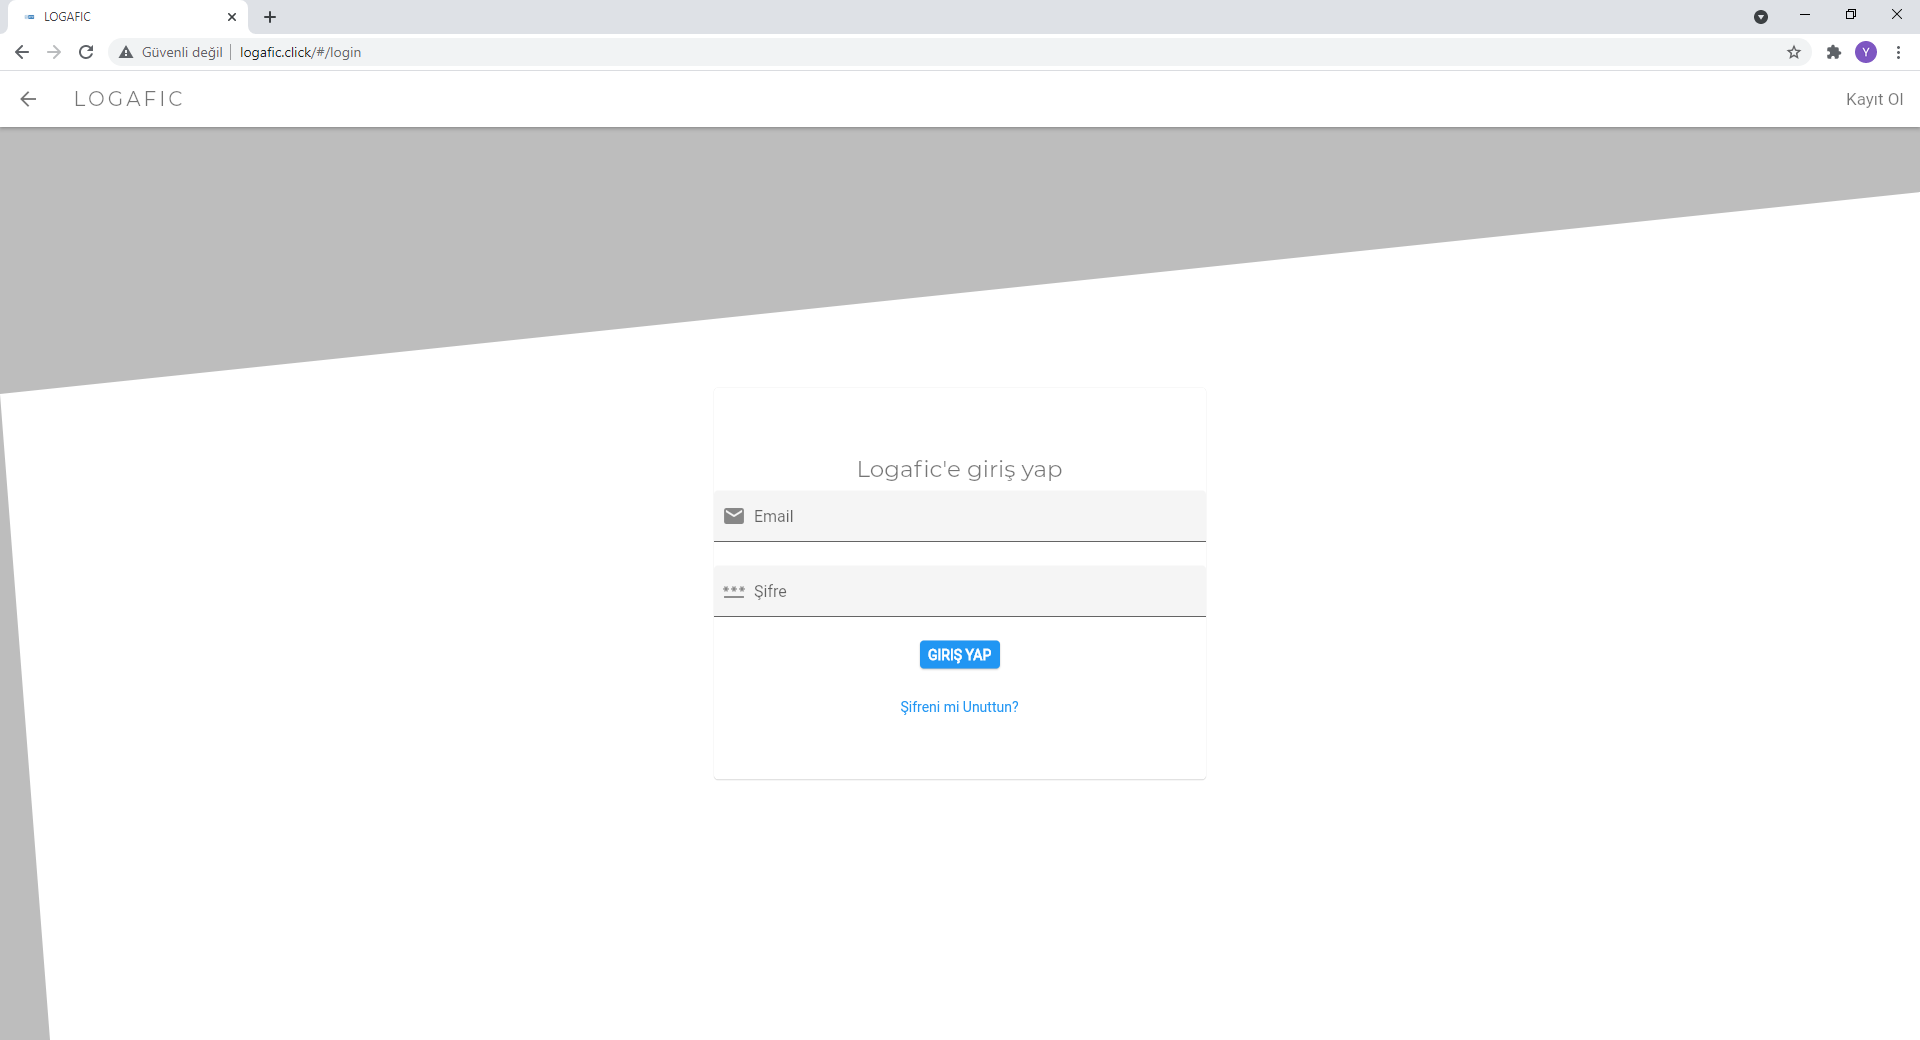 LOGAFIC
Güvenli değil
logafic.click/#/login
Y
LOGAFIC
Kayıt Ol
Logafic'e giriş yap
Email
***
Şifre
GIRIŞ YAP
Şifreni mi Unuttun?